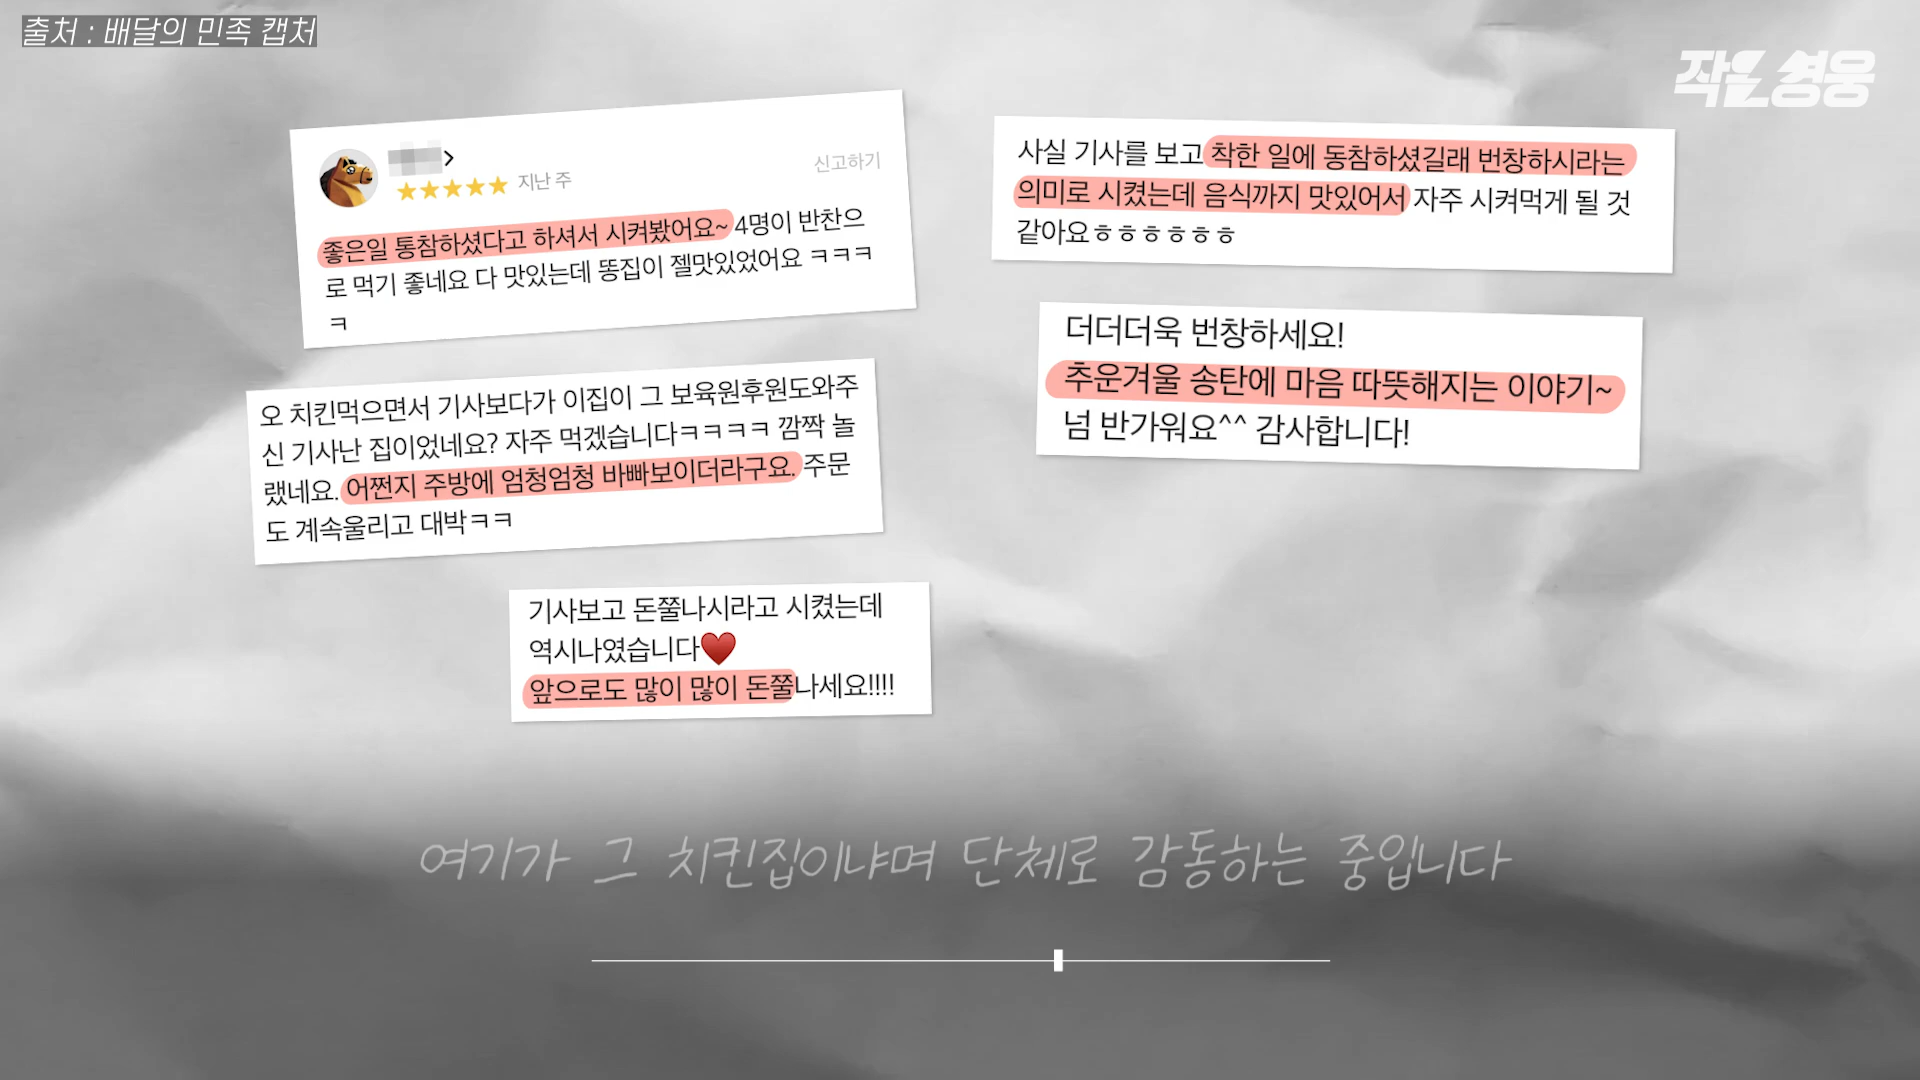 출처 : 배달의 민족 캡처
작은영웅
신고하기
지난 주
좋은일 통참하셨다고 하셔서 시켜봤어요~ 4명이 반찬으
로 먹기 좋네요 다 맛있는데 똥집이 젤맛있었어요 ㅋㅋㅋ
ㅋ
오 치킨먹으면서 기사보다가 이집이 그 보육원후원도와주
신 기사난 집이었네요? 자주 먹겠습니다ㅋㅋㅋㅋ 깜짝 놀
랬네요. 어쩐지 주방에 엄청엄청 바빠보이더라구요. 주문
도 계속울리고 대박ㅋㅋ
기사보고 돈쭐나시라고 시켰는데
역시나였습니다♥
앞으로도 많이 많이 돈쭐나세요!!!!
사실 기사를 보고 착한 일에 동참하셨길래 번창하시라는
의미로 시켰는데 음식까지 맛있어서 자주 시켜먹게 될 것
같아요ㅎㅎㅎㅎㅎㅎ
더더더욱 번창하세요!
추운겨울 송탄에 마음 따뜻해지는 이야기~
넘 반가워요^^ 감사합니다!
여기가 그 치킨집이냐며 단체로 감동하는 중입니다